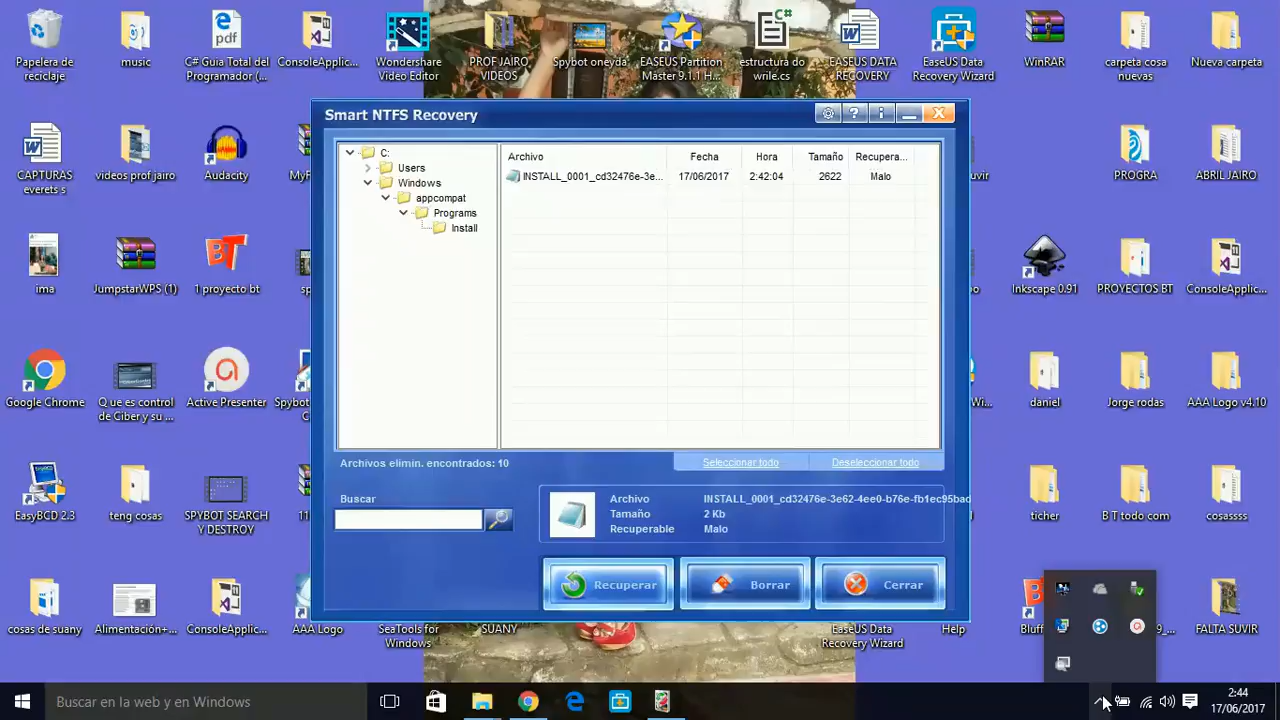 Papelera de reciclaje
music
C# Guia Total del Programador (...
ConsoleApplic...
Wondershare Video Editor
PROF JAIRO VIDEOS
Spybot oneyda
EASEUS Partition Master 9.1.1 H...
estructura do wrile.cs
EASEUS DATA RECOVERY
EaseUS Data Recovery Wizard
WinRAR
carpeta cosa nuevas
Nueva carpeta
CAPTURAS everets s
videos prof jairo
Audacity
PROGRA
ABRIL JAIRO
ima
JumpstarWPS (1)
1 proyecto bt
Inkscape 0.91
PROYECTOS BT
ConsoleApplic...
Google Chrome
Q ue es control de Ciber y su ...
Active Presenter
daniel
Jorge rodas
AAA Logo v4.10
EasyBCD 2.3
teng cosas
SPYBOT SEARCH Y DESTROY
ticher
B T todo com
cosassss
cosas de suany
Alimentación+...
ConsoleApplic...
AAA Logo
SeaTools for Windows
SUANY
EaseUS Data Recovery Wizard
Help
FALTA SUVIR
Smart NTFS Recovery
C:
Users
Windows
appcompat
Programs
Install
Archivo Fecha Hora Tamaño Recupera...
INSTALL_0001_cd32476e-3e... 17/06/2017 2:42:04 2622 Malo
Archivos elimin. encontrados: 10
Seleccionar todo Deseleccionar todo
Buscar
Archivo INSTALL_0001_cd32476e-3e62-4ee0-b76e-fb1ec95bad
Tamaño 2 Kb
Recuperable Malo
Recuperar Borrar Cerrar
Buscar en la web y en Windows
2:44
17/06/2017